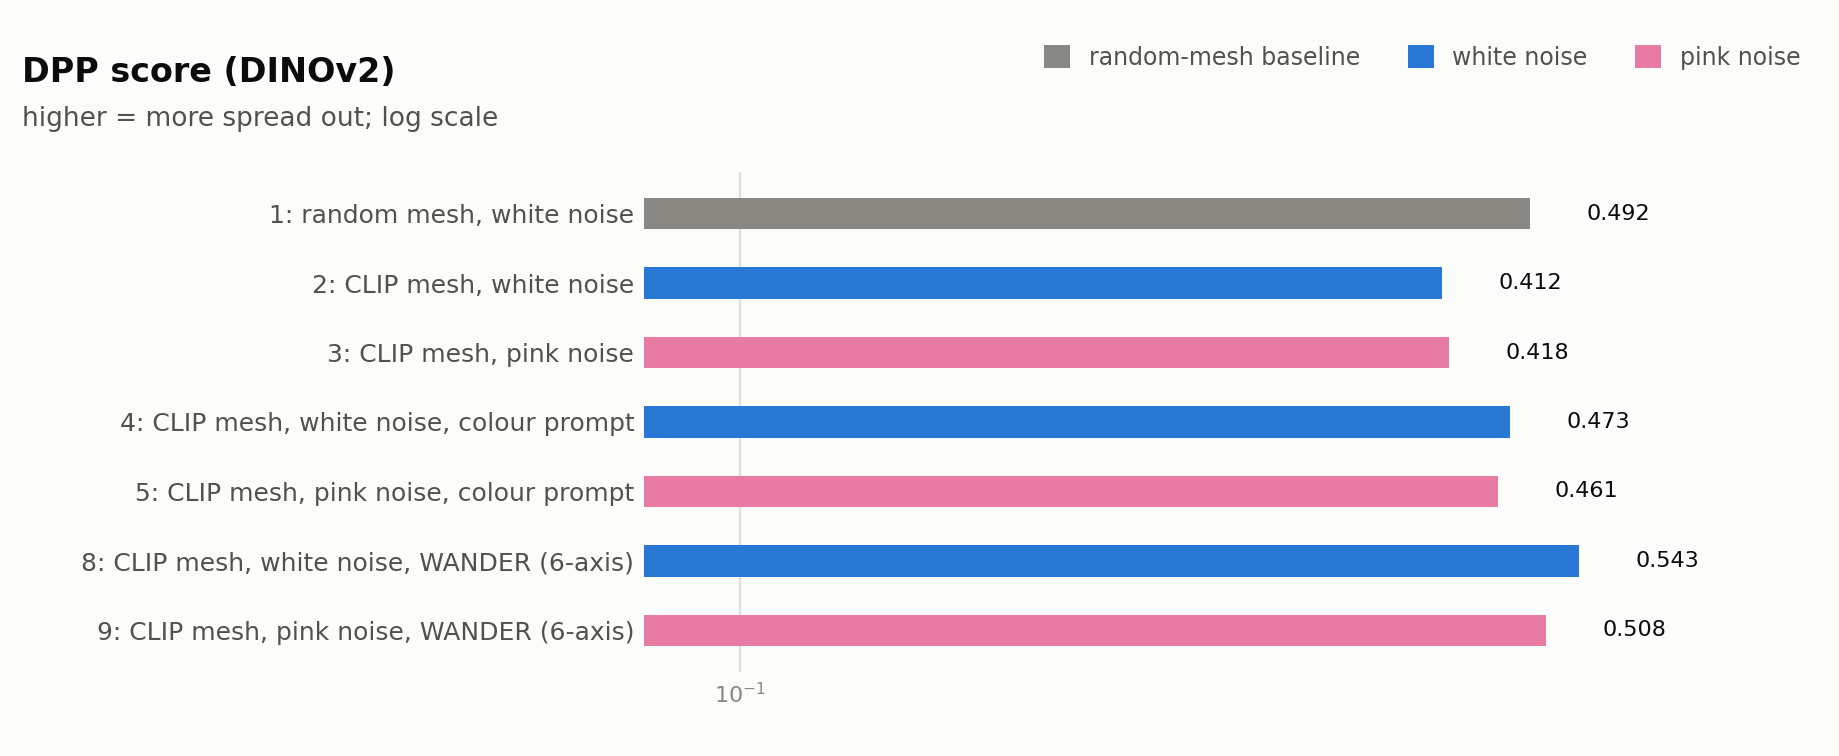 DPP score (DINOv2)
higher = more spread out; log scale
random-mesh baseline
white noise
pink noise
1: random mesh, white noise 0.492
2: CLIP mesh, white noise 0.412
3: CLIP mesh, pink noise 0.418
4: CLIP mesh, white noise, colour prompt 0.473
5: CLIP mesh, pink noise, colour prompt 0.461
8: CLIP mesh, white noise, WANDER (6-axis) 0.543
9: CLIP mesh, pink noise, WANDER (6-axis) 0.508
10⁻¹